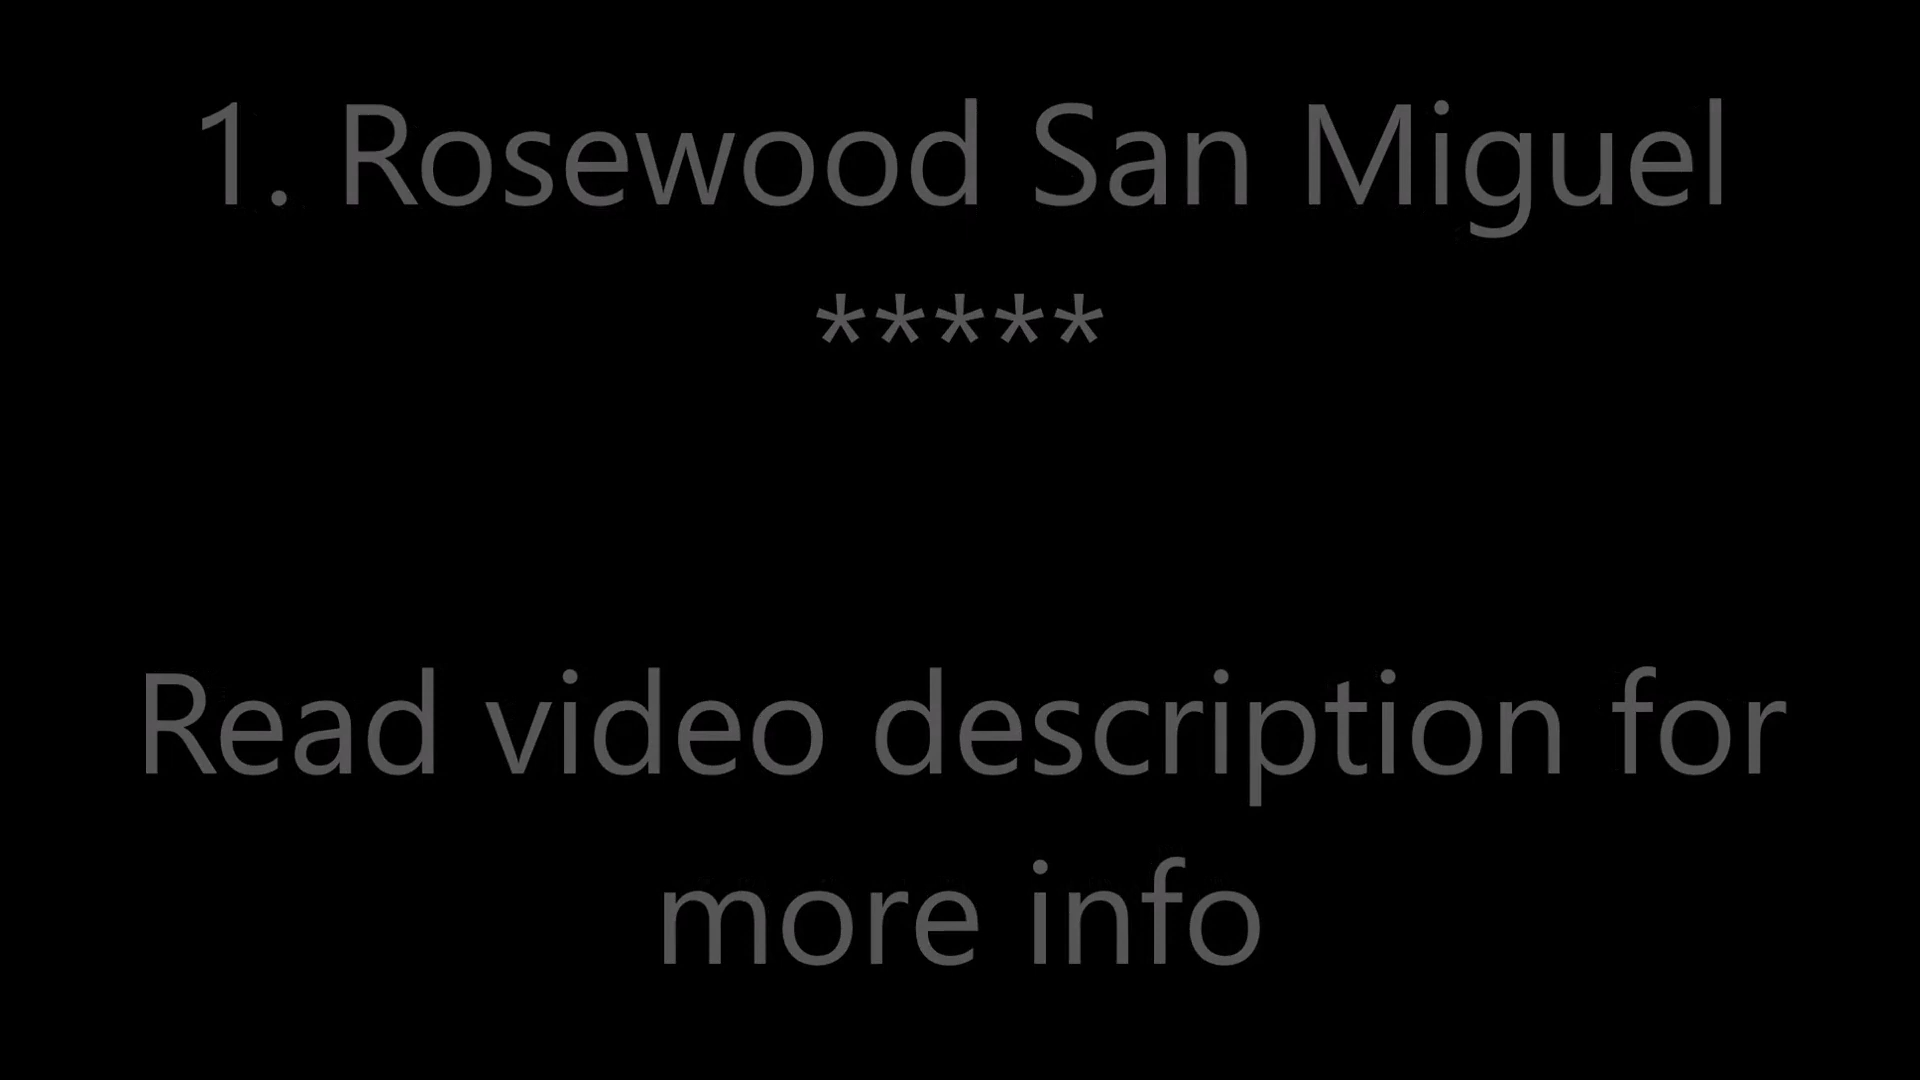 1. Rosewood San Miguel
*****
Read video description for
more info